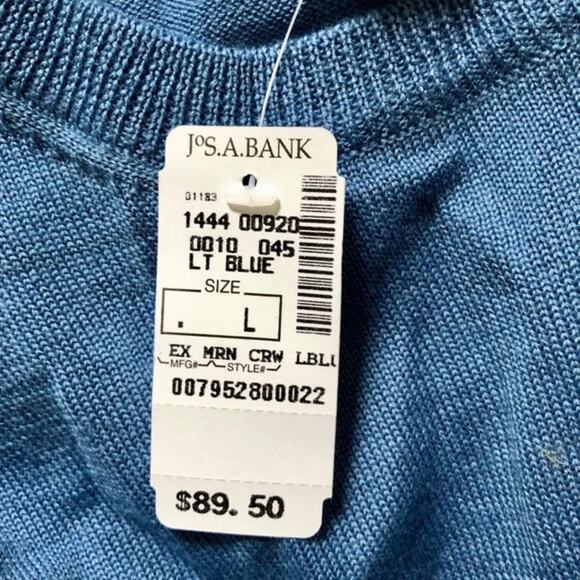 JoS.A.BANK
01183
1444 00920
0010 045
LT BLUE
SIZE
. L
EX MRN CRW LBLU
MFG# STYLE#
007952800022
$89.50